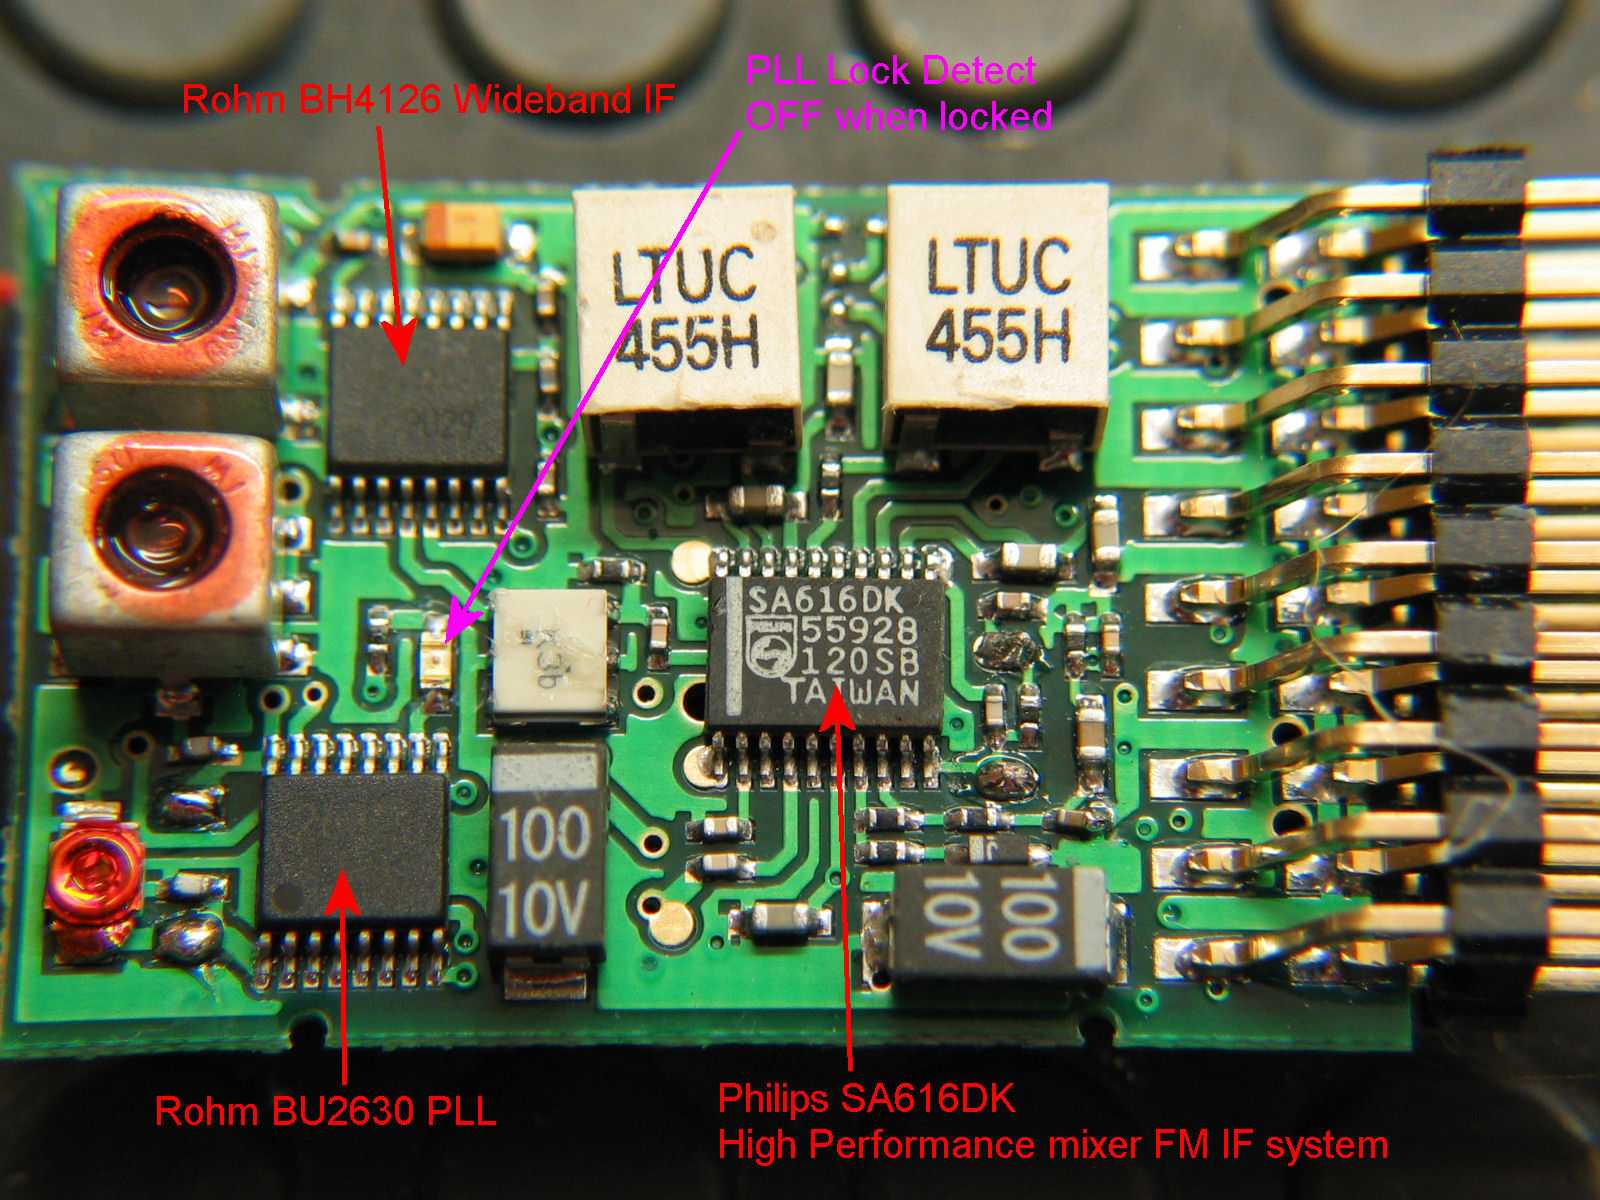 PLL Lock Detect
OFF when locked
Rohm BH4126 Wideband IF
LTUC
455H
LTUC
455H
SA616DK
PHILIPS
55928
120SB
TAIWAN
100
10V
100
10V
Rohm BU2630 PLL
Philips SA616DK
High Performance mixer FM IF system